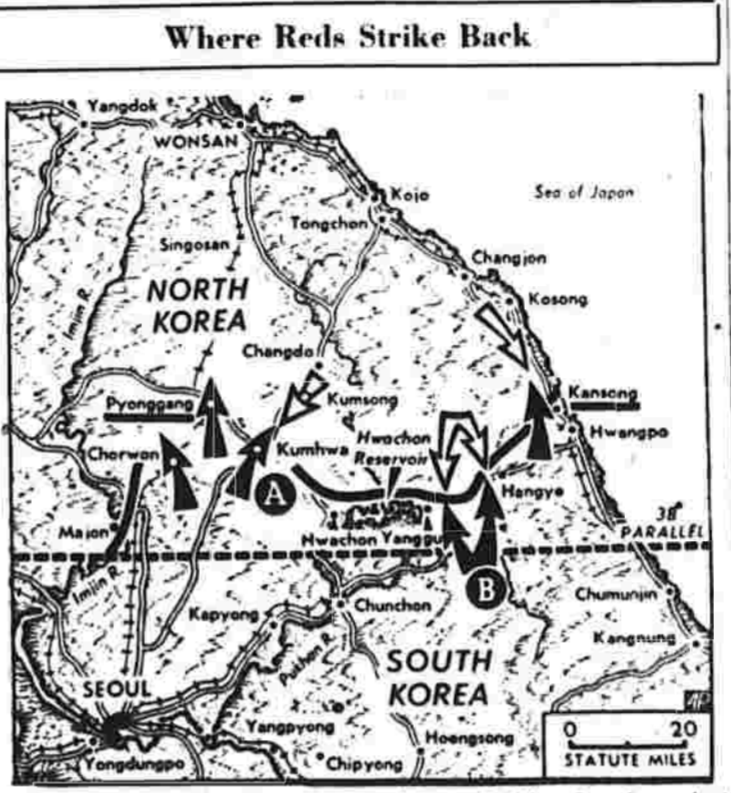 Where Reds Strike Back
Yangdok
WONSAN
Kojo
Sea of Japan
Tongchon
Singosan
Changjon
Imjin R.
NORTH
KOREA
Kosong
Changdo
Pyonggang
Kumsong
Kansong
Chorwon
Kumhwa
Hwachon
Reservoir
Hwangpo
A
Hangye
Majon
38°
PARALLEL
Hwachon
Yanggu
Imjin R.
B
Chumunjin
Kapyong
Chunchon
Kangnung
Pukhan R.
SOUTH
KOREA
SEOUL
Yangpyong
Hoengsong
0 20
STATUTE MILES
Yongdungpo
Chipyong